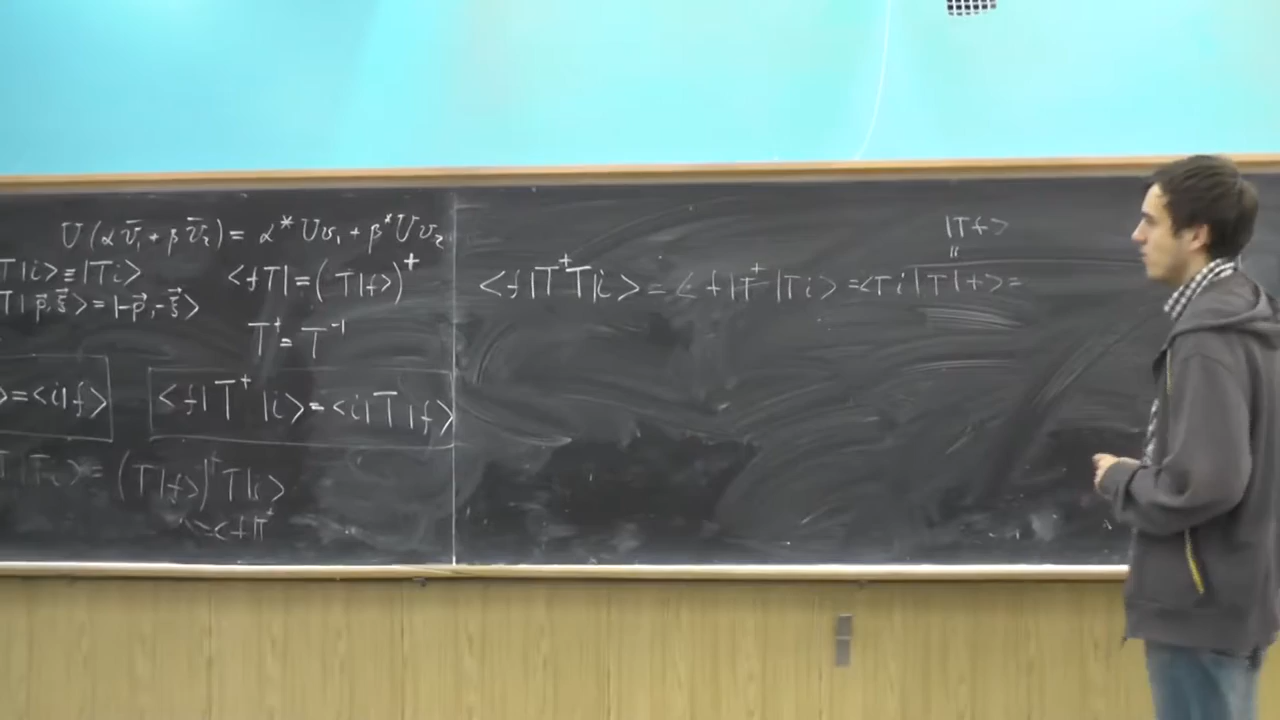 U(αv⃗₁ + βv⃗₂) = α* Uv₁ + β* Uv₂
T|i> ≡ |Ti>
<fT| = (T|f>)⁺
T|p⃗,ξ⃗> = |-p⃗,-ξ⃗>
T⁺ = T⁻¹
> = <i|f>
<f|T⁺|i> = <i|T|f>
= (T|f>)⁺T|i>
|Tf>
"
<f|T⁺T|i> = <f|T⁺|Ti> = <Ti|T|f> =